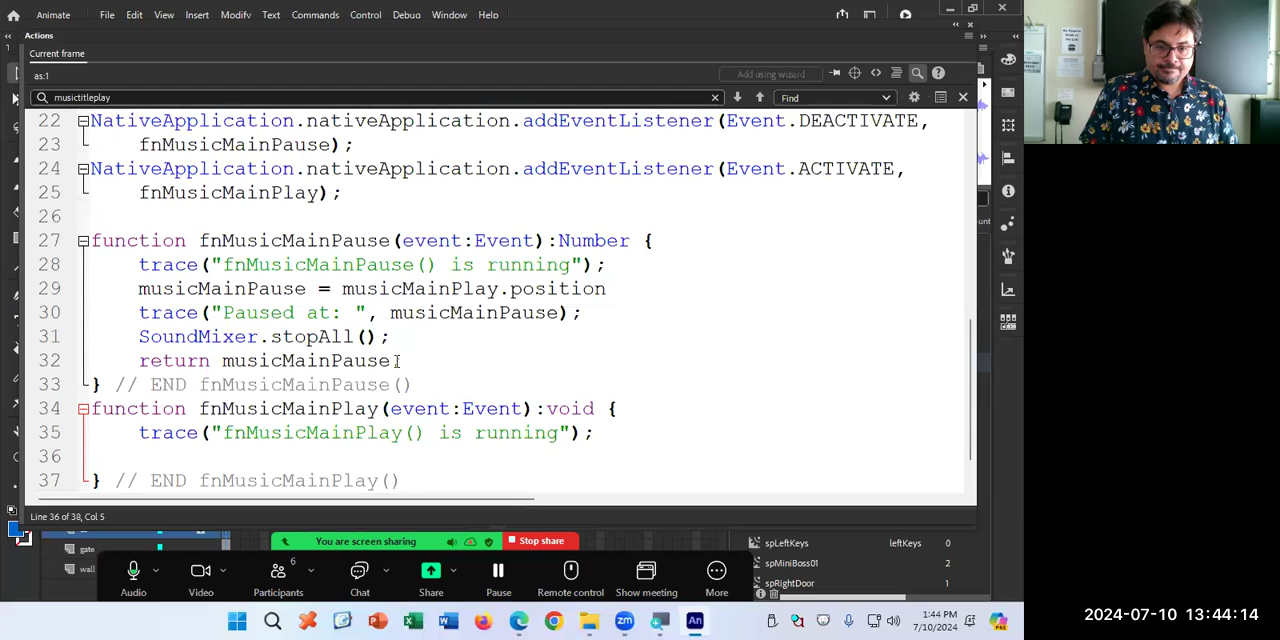 Animate File Edit View Insert Modify Text Commands Control Debug Window Help
Actions
Current frame
as:1
Add using wizard
musictitleplay
Find
22 NativeApplication.nativeApplication.addEventListener(Event.DEACTIVATE,
23 fnMusicMainPause);
24 NativeApplication.nativeApplication.addEventListener(Event.ACTIVATE,
25 fnMusicMainPlay);
26
27 function fnMusicMainPause(event:Event):Number {
28 trace("fnMusicMainPause() is running");
29 musicMainPause = musicMainPlay.position
30 trace("Paused at: ", musicMainPause);
31 SoundMixer.stopAll();
32 return musicMainPause
33 } // END fnMusicMainPause()
34 function fnMusicMainPlay(event:Event):void {
35 trace("fnMusicMainPlay() is running");
36
37 } // END fnMusicMainPlay()
Line 36 of 38, Col 5
You are screen sharing
Stop share
gate
wall
spLeftKeys leftKeys 0
spMiniBoss01 2
spRightDoor 1
6
Audio Video Participants Chat Share Pause Remote control Show meeting More
1:44 PM
7/10/2024
2024-07-10 13:44:14